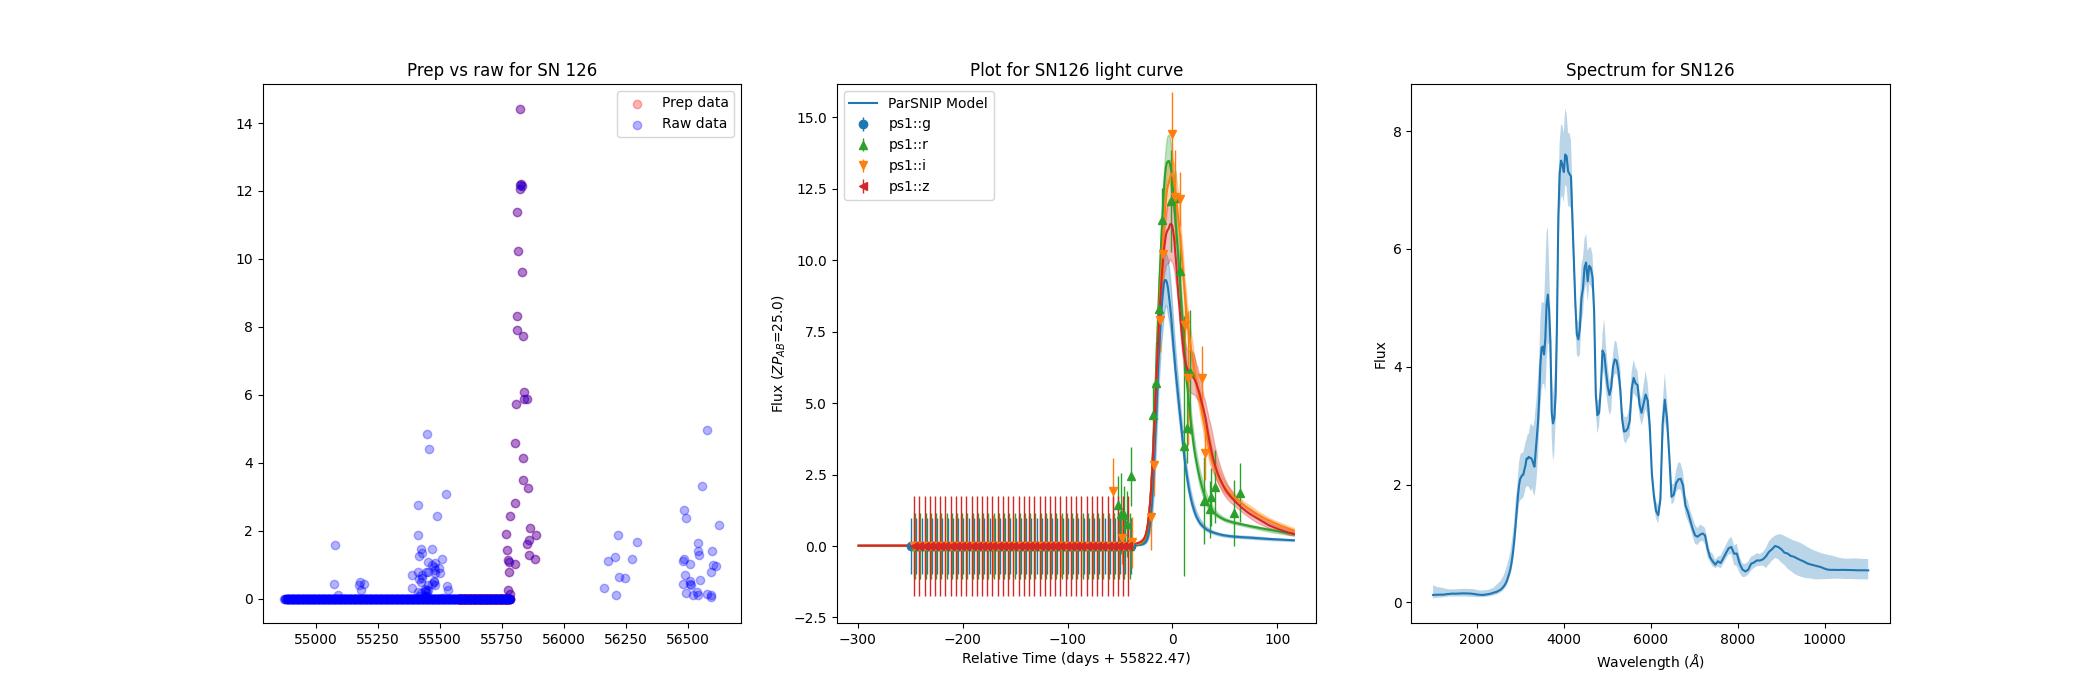 Prep vs raw for SN 126
Prep data
Raw data
14
12
10
8
6
4
2
0
55000 55250 55500 55750 56000 56250 56500
Plot for SN126 light curve
ParSNIP Model
ps1::g
ps1::r
ps1::i
ps1::z
Flux (ZP_AB=25.0)
15.0
12.5
10.0
7.5
5.0
2.5
0.0
−2.5
−300 −200 −100 0 100
Relative Time (days + 55822.47)
Spectrum for SN126
Flux
8
6
4
2
0
2000 4000 6000 8000 10000
Wavelength (Å)